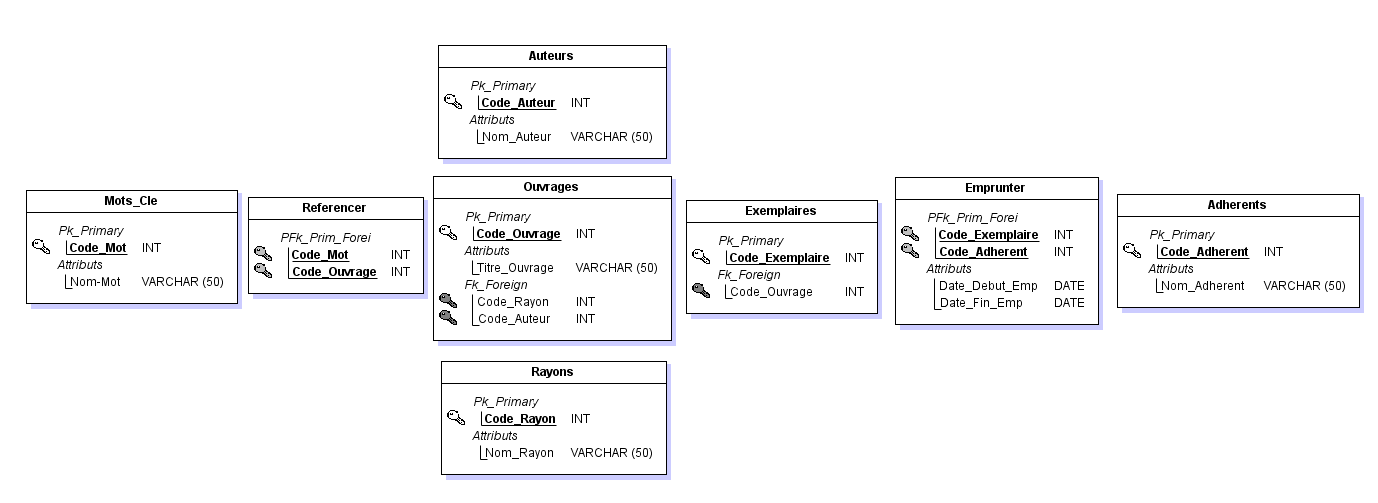 Auteurs
Pk_Primary
Code_Auteur INT
Attributs
Nom_Auteur VARCHAR (50)
Mots_Cle
Pk_Primary
Code_Mot INT
Attributs
Nom-Mot VARCHAR (50)
Referencer
PFk_Prim_Forei
Code_Mot INT
Code_Ouvrage INT
Ouvrages
Pk_Primary
Code_Ouvrage INT
Attributs
Titre_Ouvrage VARCHAR (50)
Fk_Foreign
Code_Rayon INT
Code_Auteur INT
Exemplaires
Pk_Primary
Code_Exemplaire INT
Fk_Foreign
Code_Ouvrage INT
Emprunter
PFk_Prim_Forei
Code_Exemplaire INT
Code_Adherent INT
Attributs
Date_Debut_Emp DATE
Date_Fin_Emp DATE
Adherents
Pk_Primary
Code_Adherent INT
Attributs
Nom_Adherent VARCHAR (50)
Rayons
Pk_Primary
Code_Rayon INT
Attributs
Nom_Rayon VARCHAR (50)